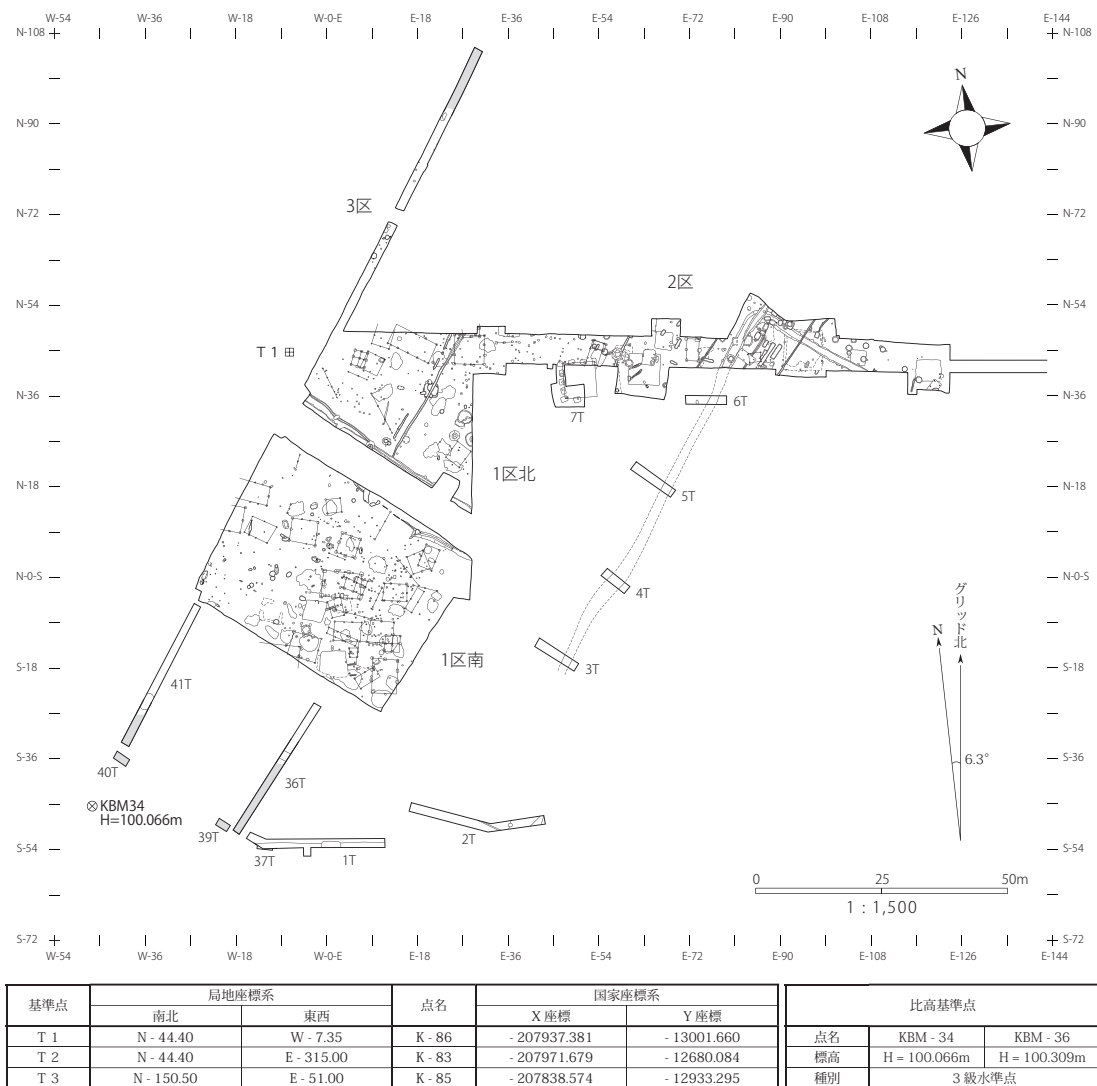 W-54 W-36 W-18 W-0-E E-18 E-36 E-54 E-72 E-90 E-108 E-126 E-144
N-108 N-108
N
N-90 N-90
3区
N-72 N-72
2区
N-54 N-54
T 1
N-36 N-36
6T
7T
1区北
N-18 N-18
5T
N-0-S N-0-S
4T
グリッド北
N
1区南
S-18 S-18
3T
41T
S-36 S-36
6.3°
40T
36T
KBM34
H=100.066m
39T
2T
S-54 S-54
37T 1T
0 25 50m
1 : 1,500
S-72 S-72
W-54 W-36 W-18 W-0-E E-18 E-36 E-54 E-72 E-90 E-108 E-126 E-144
基準点 局地座標系 点名 国家座標系 比高基準点
南北 東西 X 座標 Y 座標
T 1 N - 44.40 W - 7.35 K - 86 - 207937.381 - 13001.660 点名 KBM - 34 KBM - 36
T 2 N - 44.40 E - 315.00 K - 83 - 207971.679 - 12680.084 標高 H = 100.066m H = 100.309m
T 3 N - 150.50 E - 51.00 K - 85 - 207838.574 - 12933.295 種別 3 級水準点